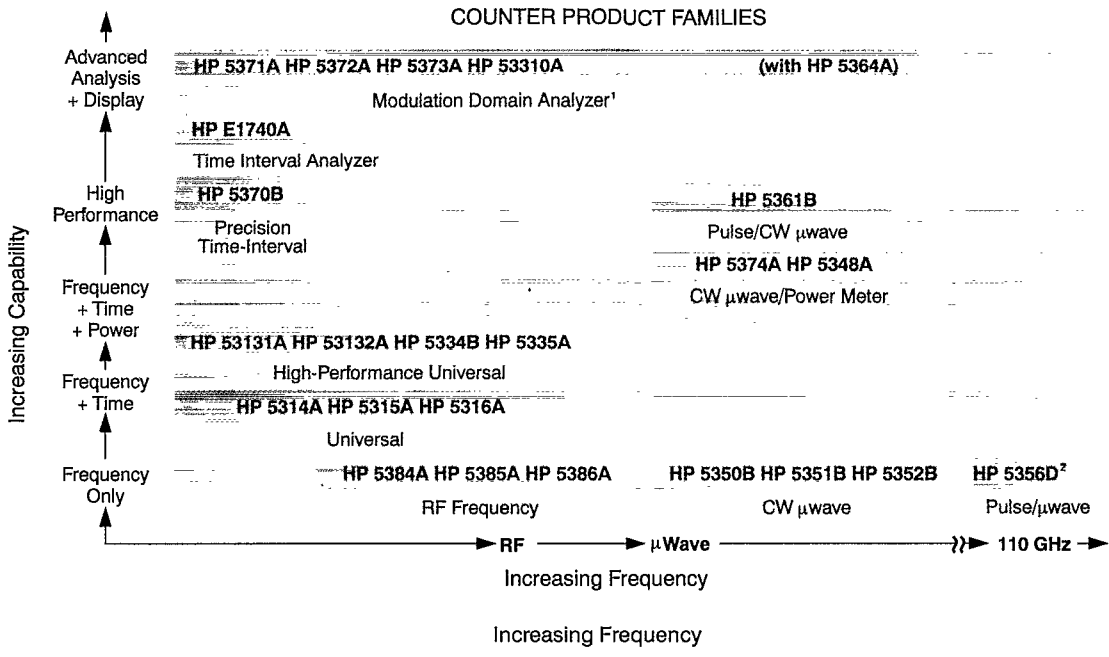 COUNTER PRODUCT FAMILIES
Advanced
Analysis
+ Display
HP 5371A HP 5372A HP 5373A HP 53310A (with HP 5364A)
Modulation Domain Analyzer¹
HP E1740A
Time Interval Analyzer
High
Performance
HP 5370B
Precision
Time-Interval
HP 5361B
Pulse/CW μwave
HP 5374A HP 5348A
CW μwave/Power Meter
Frequency
+ Time
+ Power
HP 53131A HP 53132A HP 5334B HP 5335A
High-Performance Universal
Frequency
+ Time
HP 5314A HP 5315A HP 5316A
Universal
Frequency
Only
HP 5384A HP 5385A HP 5386A
RF Frequency
HP 5350B HP 5351B HP 5352B
CW μwave
HP 5356D²
Pulse/μwave
Increasing Capability
RF μWave 110 GHz
Increasing Frequency
Increasing Frequency